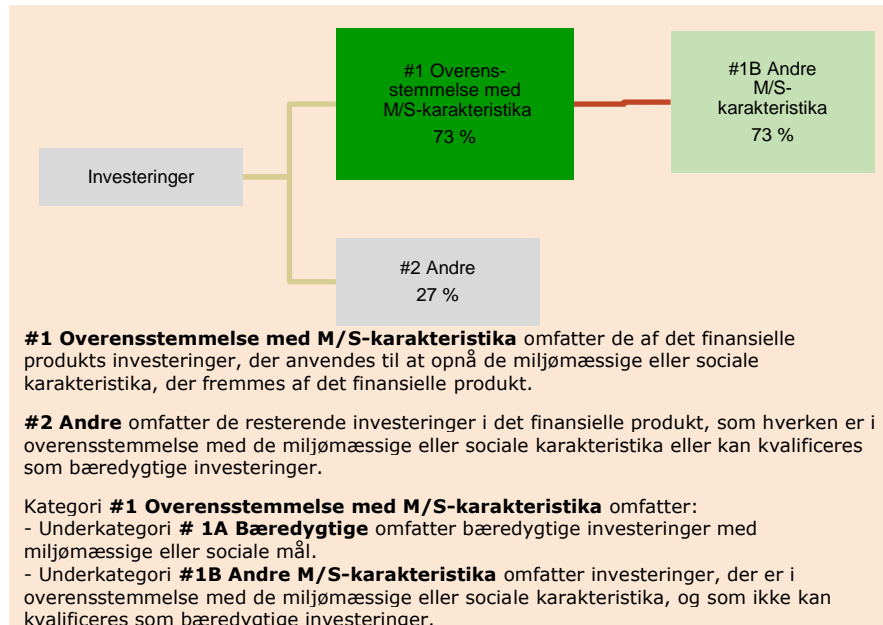 #1 Overens-
stemmelse med
M/S-karakteristika
73 %
#1B Andre
M/S-
karakteristika
73 %
Investeringer
#2 Andre
27 %
#1 Overensstemmelse med M/S-karakteristika omfatter de af det finansielle
produkts investeringer, der anvendes til at opnå de miljømæssige eller sociale
karakteristika, der fremmes af det finansielle produkt.
#2 Andre omfatter de resterende investeringer i det finansielle produkt, som hverken er i
overensstemmelse med de miljømæssige eller sociale karakteristika eller kan kvalificeres
som bæredygtige investeringer.
Kategori #1 Overensstemmelse med M/S-karakteristika omfatter:
- Underkategori # 1A Bæredygtige omfatter bæredygtige investeringer med
miljømæssige eller sociale mål.
- Underkategori #1B Andre M/S-karakteristika omfatter investeringer, der er i
overensstemmelse med de miljømæssige eller sociale karakteristika, og som ikke kan
kvalificeres som bæredygtige investeringer.